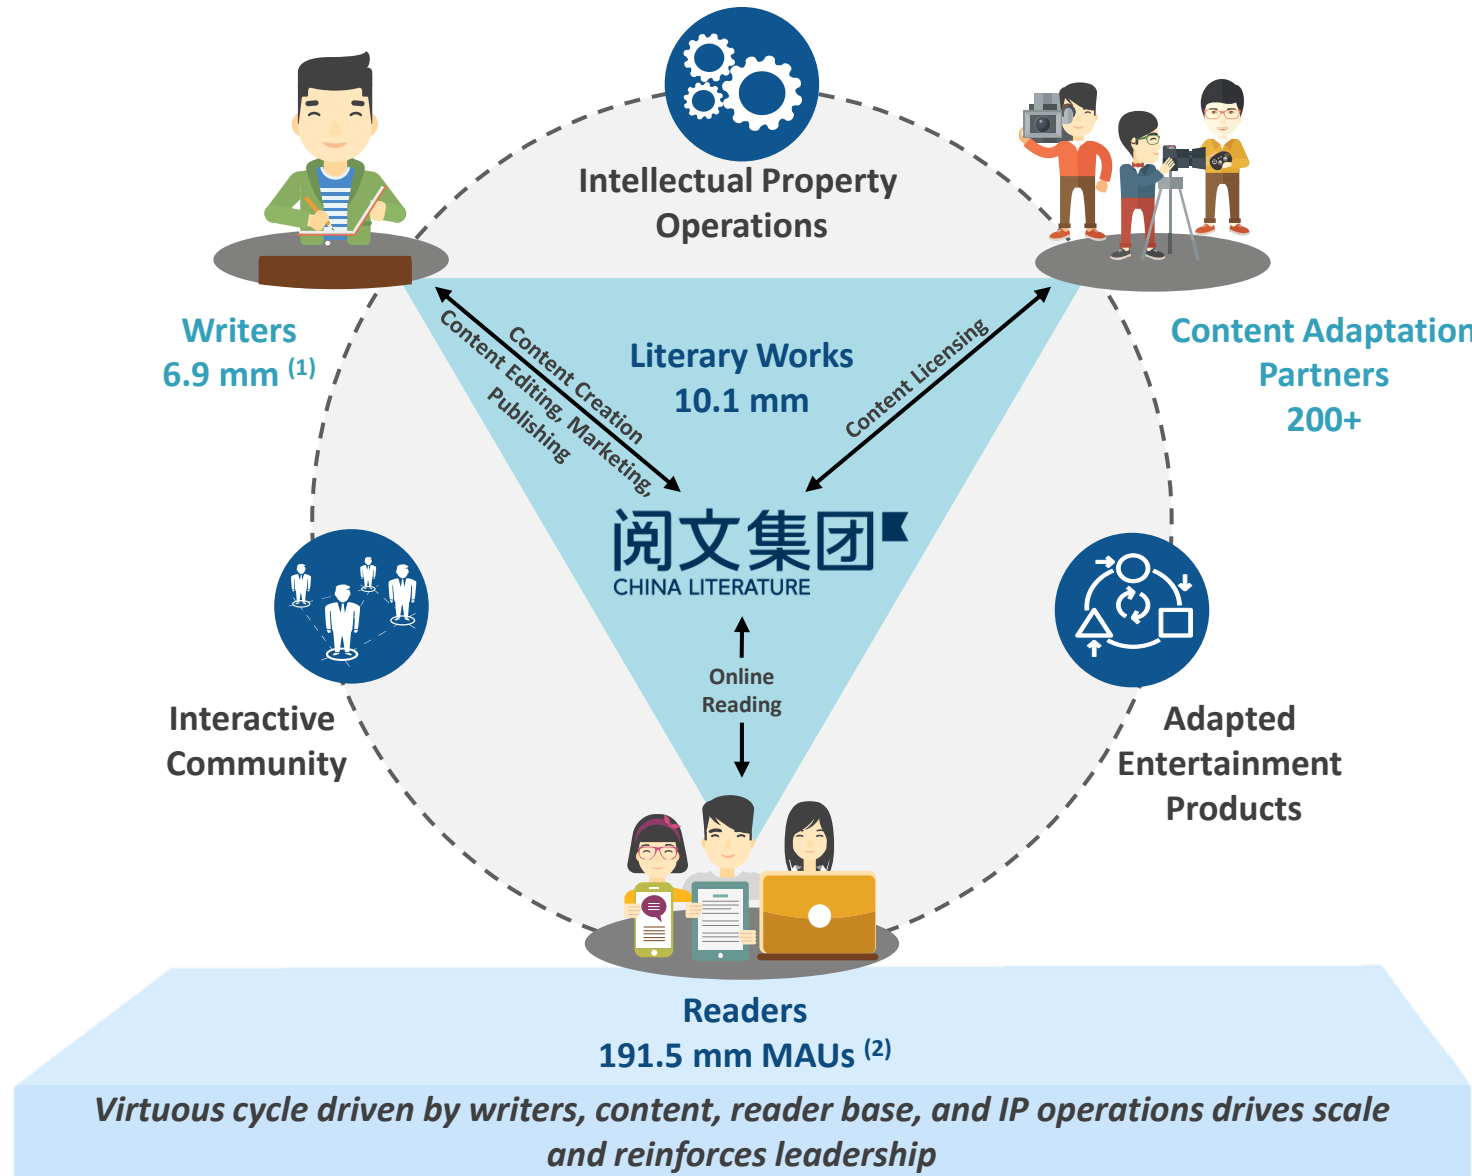 Intellectual Property
Operations
Writers
6.9 mm (1)
Content Adaptation
Partners
200+
Literary Works
10.1 mm
Content Creation
Content Editing, Marketing,
Publishing
Content Licensing
阅文集团
CHINA LITERATURE
Online
Reading
Interactive
Community
Adapted
Entertainment
Products
Readers
191.5 mm MAUs (2)
Virtuous cycle driven by writers, content, reader base, and IP operations drives scale
and reinforces leadership